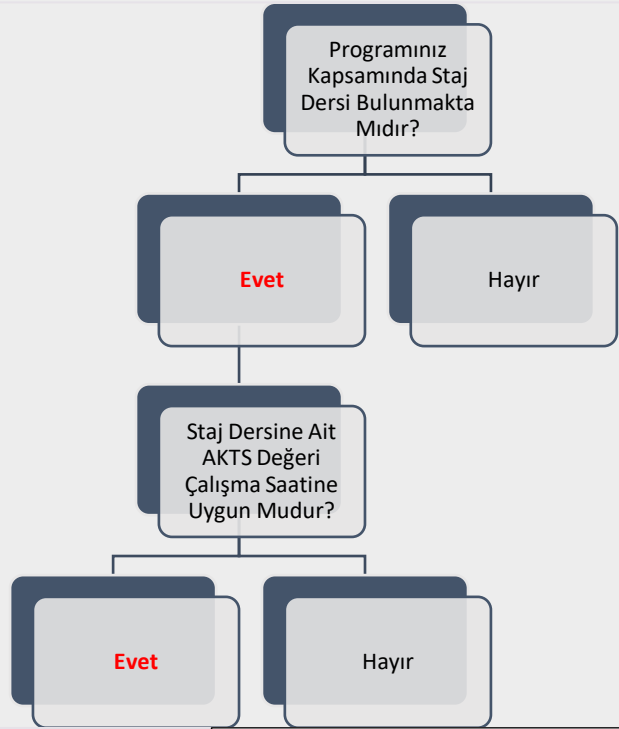 Programınız
Kapsamında Staj
Dersi Bulunmakta
Mıdır?
Evet
Hayır
Staj Dersine Ait
AKTS Değeri
Çalışma Saatine
Uygun Mudur?
Evet
Hayır